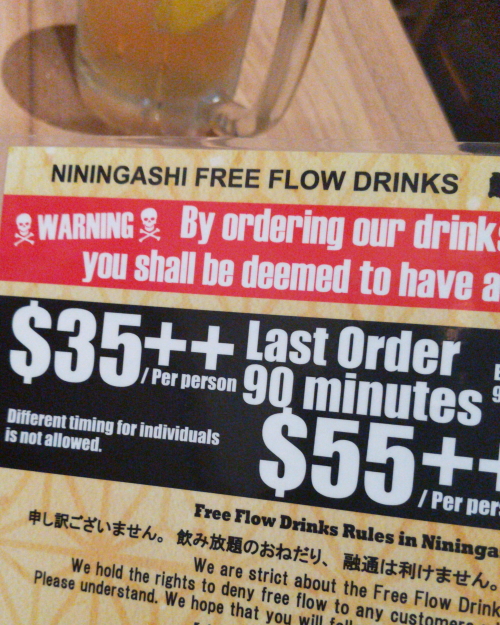 NININGASHI FREE FLOW DRINKS
WARNING By ordering our drinks
you shall be deemed to have a
$35++ / Per person
Last Order
90 minutes
Different timing for individuals
is not allowed.
$55++ / Per
Free Flow Drinks Rules in Niningas
申し訳ございません。 飲み放題のおねだり、 融通は利けません。
We are strict about the Free Flow Drink
We hold the rights to deny free flow to any customers
Please understand. We hope that you will